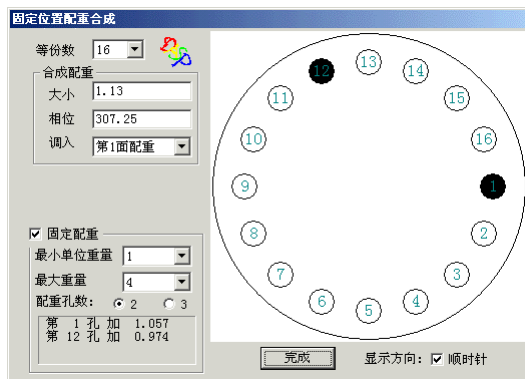 固定位置配重合成
等份数 16
合成配重
大小 1.13
相位 307.25
调入 第1面配重
固定配重
最小单位重量 1
最大重量 4
配重孔数: 2 3
第 1 孔 加 1.057
第 12 孔 加 0.974
13
12 14
11 15
10 16
9 1
8 2
7 3
6 4
5
完成 显示方向: 顺时针